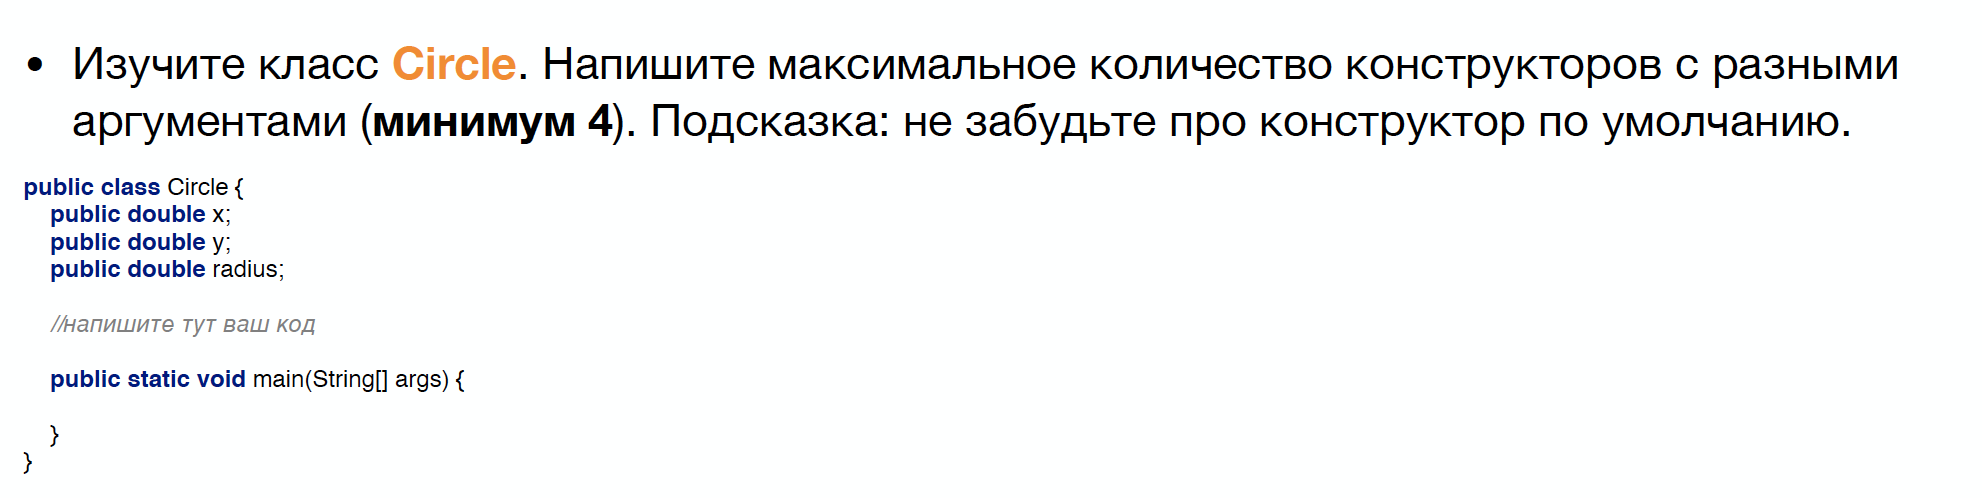 • Изучите класс Circle. Напишите максимальное количество конструкторов с разными
аргументами (минимум 4). Подсказка: не забудьте про конструктор по умолчанию.
public class Circle {
    public double x;
    public double y;
    public double radius;
    //напишите тут ваш код
    public static void main(String[] args) {
    }
}